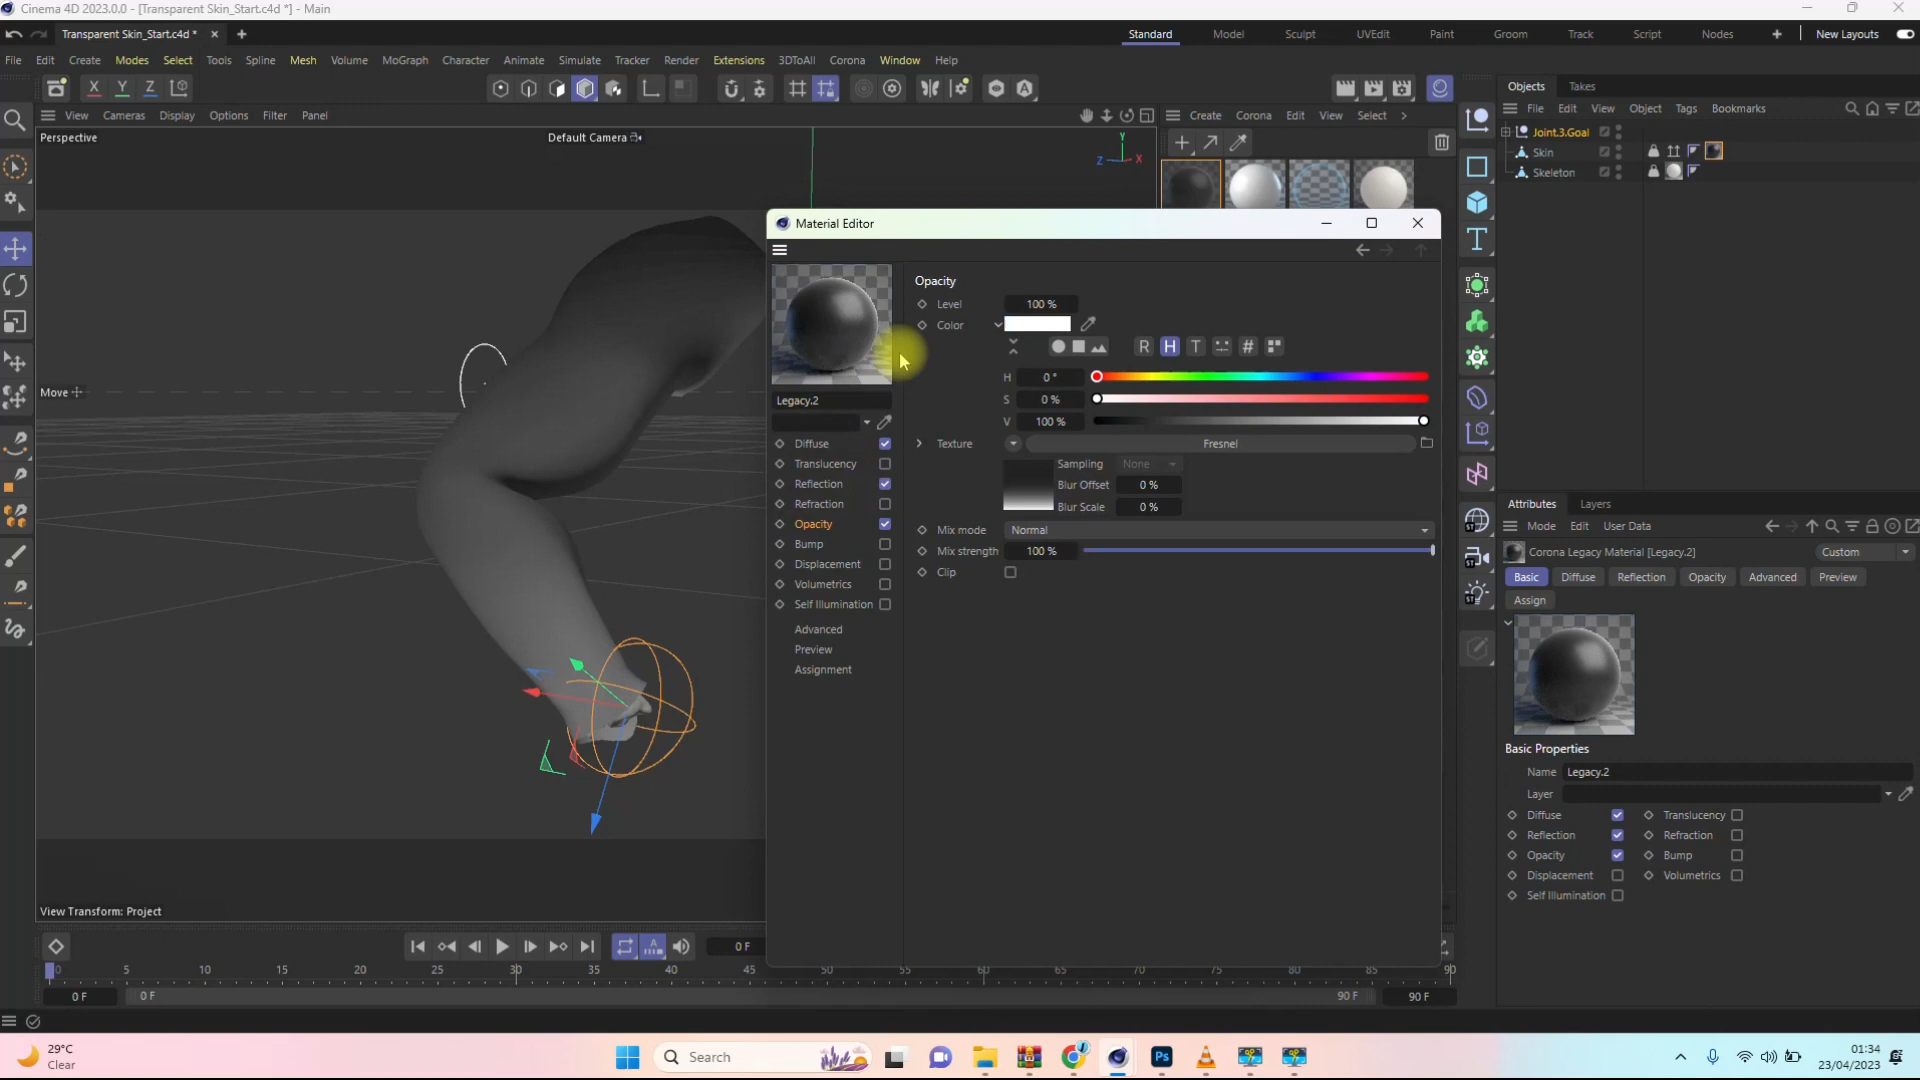 Cinema 4D 2023.0.0 - [Transparent Skin_Start.c4d *] - Main
Transparent Skin_Start.c4d *
Standard Model Sculpt UVEdit Paint Groom Track Script Nodes New Layouts
File Edit Create Modes Select Tools Spline Mesh Volume MoGraph Character Animate Simulate Tracker Render Extensions 3DToAll Corona Window Help
X Y Z
View Cameras Display Options Filter Panel
Create Corona Edit View Select
Objects Takes
File Edit View Object Tags Bookmarks
Perspective
Default Camera
Y
Z X
Joint.3.Goal
Skin
Skeleton
Material Editor
Opacity
Level 100 %
Color
R H T #
H 0 °
S 0 %
V 100 %
Texture Fresnel
Sampling None
Blur Offset 0 %
Blur Scale 0 %
Mix mode Normal
Mix strength 100 %
Clip
Legacy.2
Diffuse
Translucency
Reflection
Refraction
Opacity
Bump
Displacement
Volumetrics
Self Illumination
Advanced
Preview
Assignment
Move
View Transform: Project
Attributes Layers
Mode Edit User Data
Corona Legacy Material [Legacy.2]
Custom
Basic Diffuse Reflection Opacity Advanced Preview
Assign
Basic Properties
Name Legacy.2
Layer
Diffuse Translucency
Reflection Refraction
Opacity Bump
Displacement Volumetrics
Self Illumination
0 F
0 5 10 15 20 25 30 35 40 45 50 55 60 65 70 75 80 85 90
0 F 0 F 90 F 90 F
29°C
Clear
Search
Ps
01:34
23/04/2023